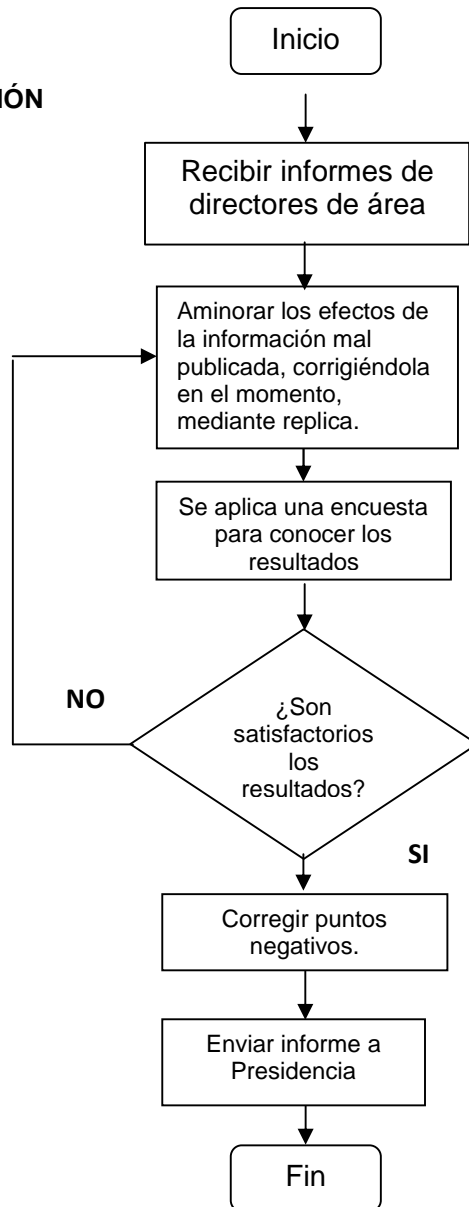 Inicio
IÓN
Recibir informes de
directores de área
Aminorar los efectos de
la información mal
publicada, corrigiéndola
en el momento,
mediante replica.
Se aplica una encuesta
para conocer los
resultados
NO
¿Son
satisfactorios
los
resultados?
SI
Corregir puntos
negativos.
Enviar informe a
Presidencia
Fin